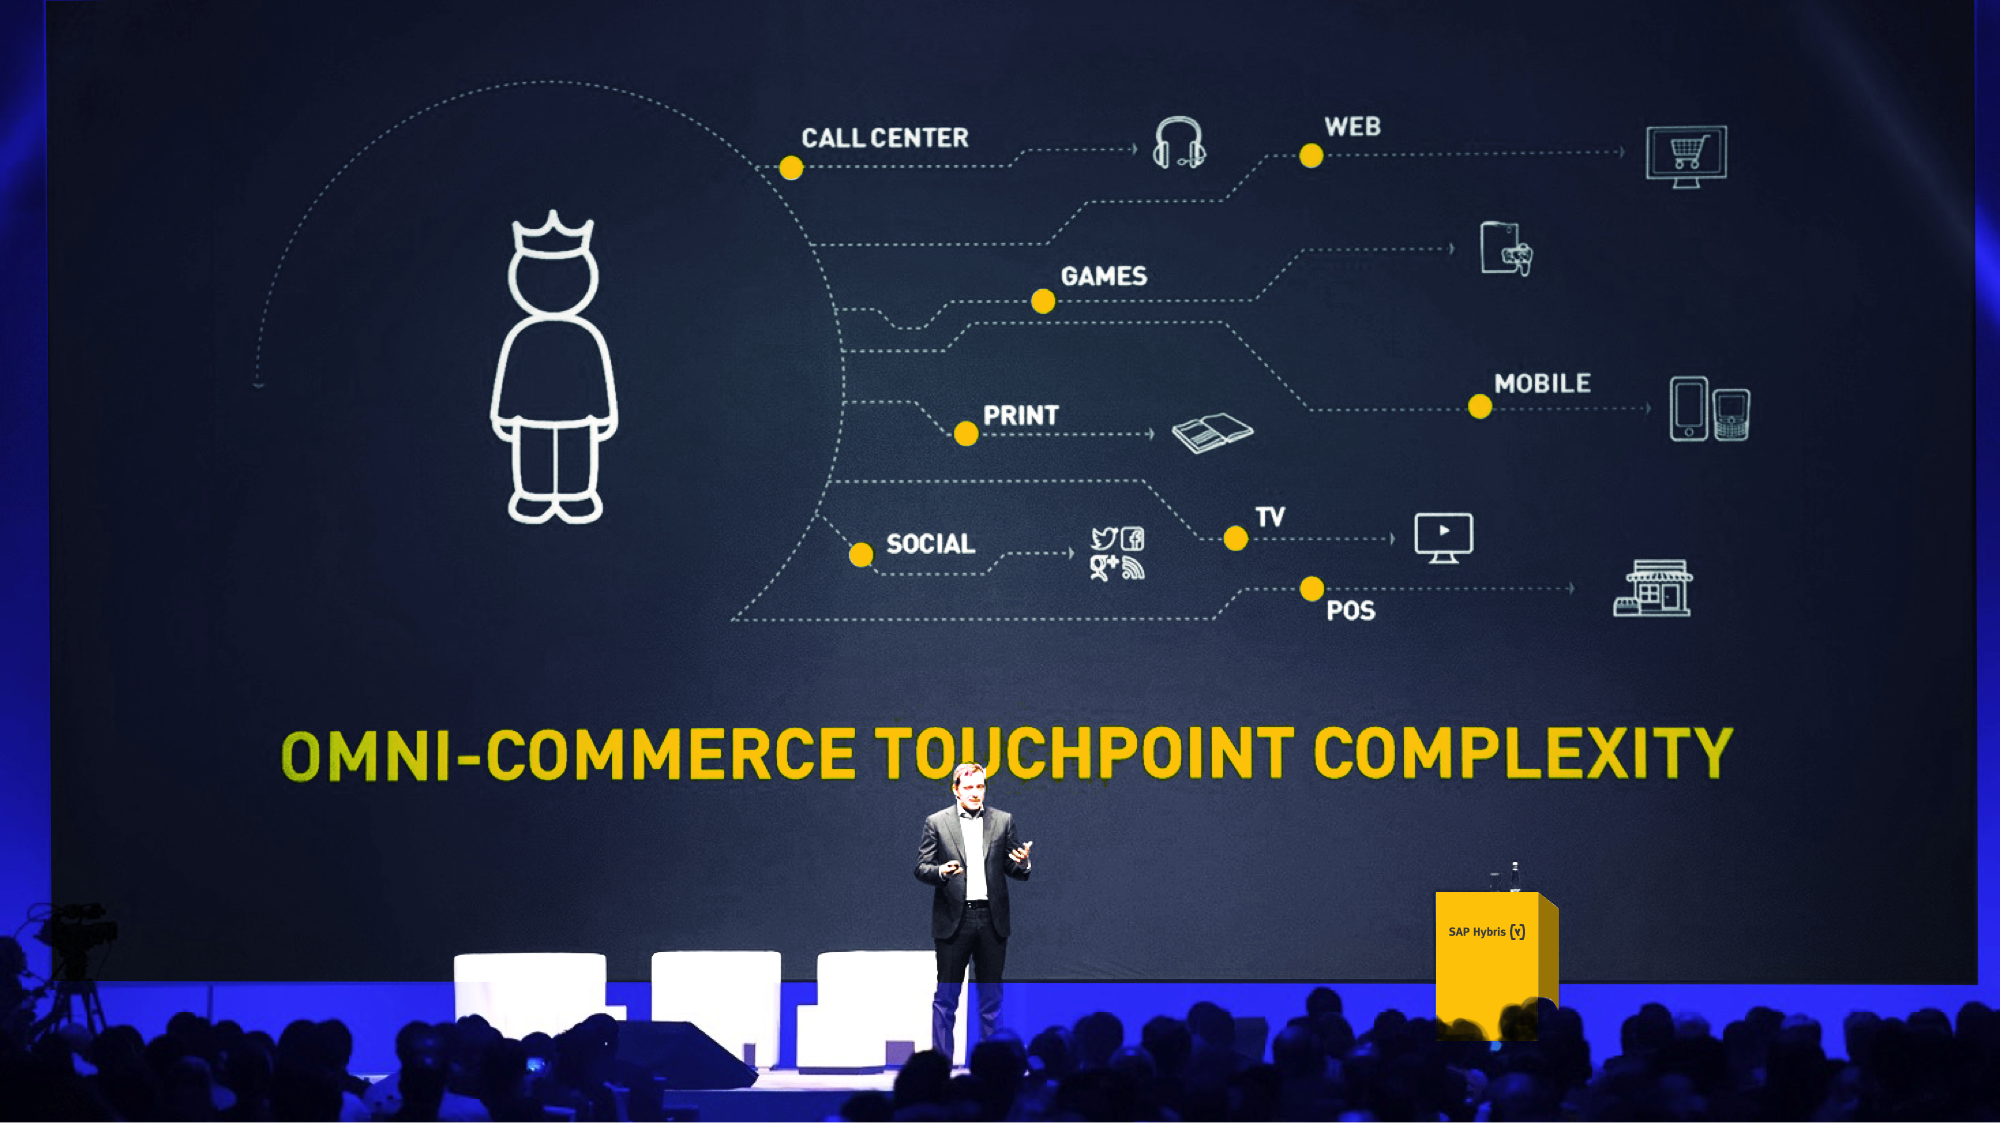 CALL CENTER
WEB
GAMES
MOBILE
PRINT
TV
SOCIAL
POS
OMNI-COMMERCE TOUCHPOINT COMPLEXITY
SAP Hybris (Y)